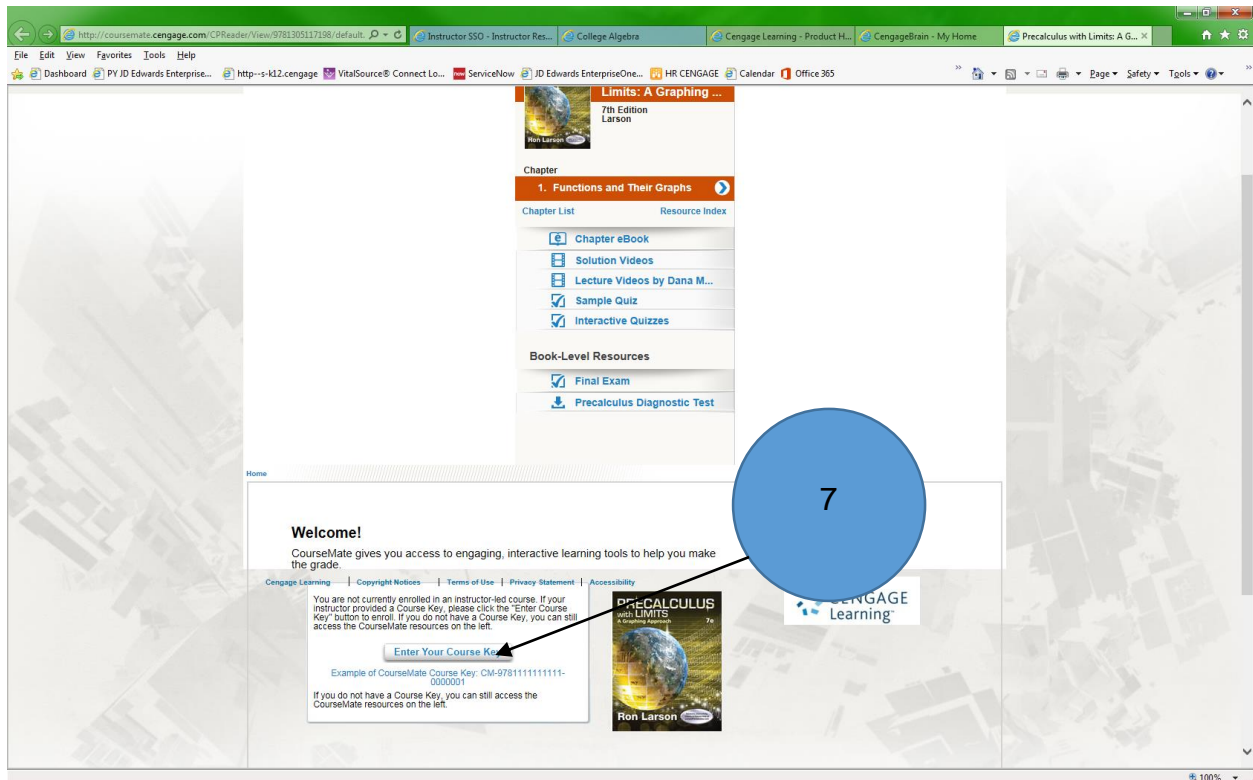 http://coursemate.cengage.com/CPReader/View/9781305117198/default.
Instructor SSO - Instructor Res...
College Algebra
Cengage Learning - Product H...
CengageBrain - My Home
Precalculus with Limits: A G...
File Edit View Favorites Tools Help
Dashboard PY JD Edwards Enterprise... http--s-k12.cengage VitalSource® Connect Lo... ServiceNow JD Edwards EnterpriseOne... HR CENGAGE Calendar Office 365 Page Safety Tools
Limits: A Graphing ...
7th Edition
Larson
Ron Larson
Chapter
1. Functions and Their Graphs
Chapter List Resource Index
Chapter eBook
Solution Videos
Lecture Videos by Dana M...
Sample Quiz
Interactive Quizzes
Book-Level Resources
Final Exam
Precalculus Diagnostic Test
Home
7
Welcome!
CourseMate gives you access to engaging, interactive learning tools to help you make
the grade.
Cengage Learning | Copyright Notices | Terms of Use | Privacy Statement | Accessibility
You are not currently enrolled in an instructor-led course. If your
instructor provided a Course Key, please click the "Enter Course
Key" button to enroll. If you do not have a Course Key, you can still
access the CourseMate resources on the left.
Enter Your Course Key
Example of CourseMate Course Key: CM-9781111111111-
0000001
If you do not have a Course Key, you can still access the
CourseMate resources on the left.
PRECALCULUS
with LIMITS
A Graphing Approach 7e
Ron Larson
CENGAGE
Learning™
100%